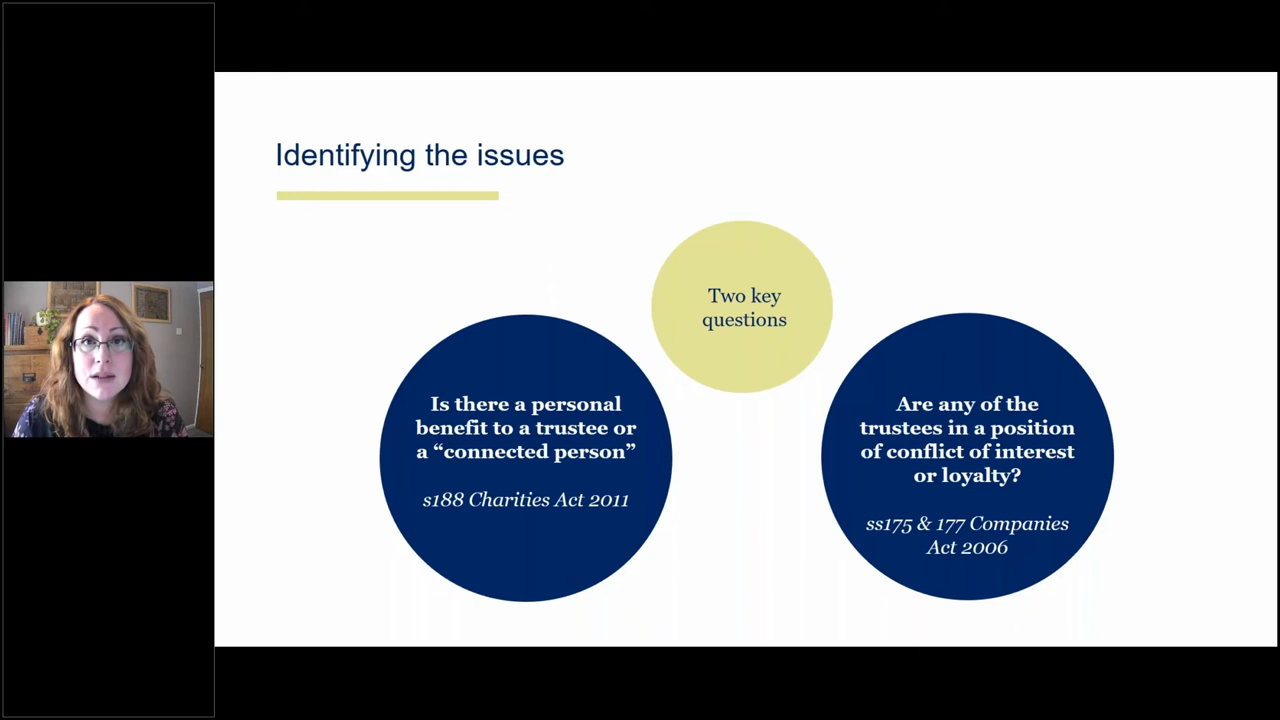 Identifying the issues
Two key
questions
Is there a personal
benefit to a trustee or
a “connected person”
s188 Charities Act 2011
Are any of the
trustees in a position
of conflict of interest
or loyalty?
ss175 & 177 Companies
Act 2006